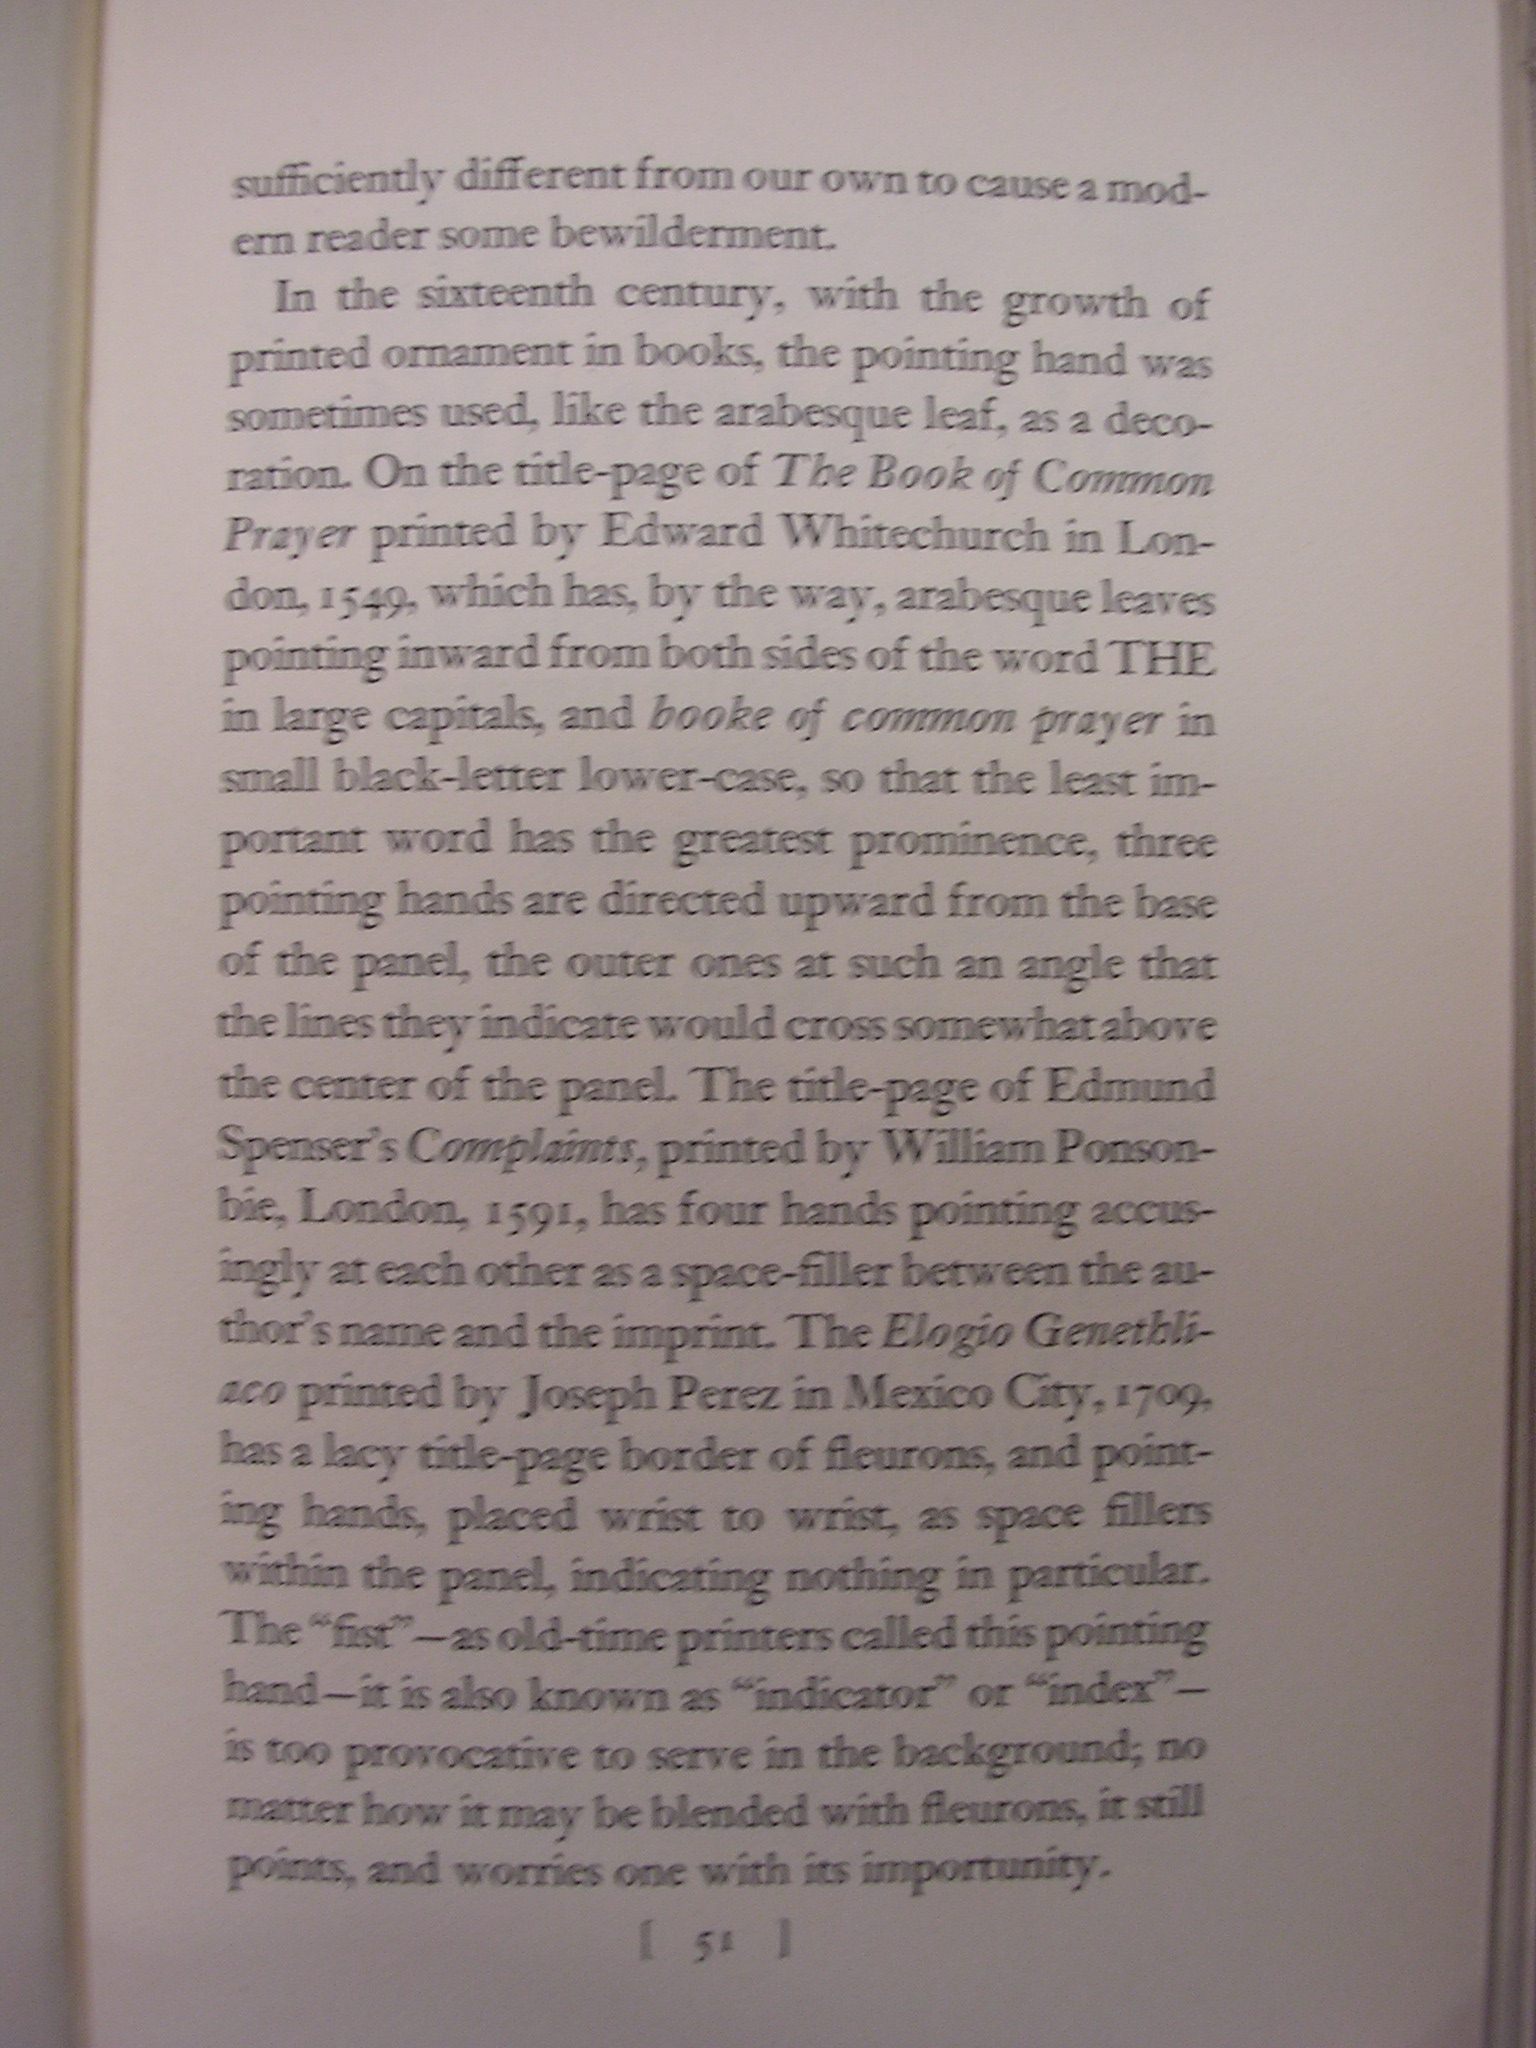 sufficiently different from our own to cause a mod-
ern reader some bewilderment.
In the sixteenth century, with the growth of
printed ornament in books, the pointing hand was
sometimes used, like the arabesque leaf, as a deco-
ration. On the title-page of The Book of Common
Prayer printed by Edward Whitechurch in Lon-
don, 1549, which has, by the way, arabesque leaves
pointing inward from both sides of the word THE
in large capitals, and booke of common prayer in
small black-letter lower-case, so that the least im-
portant word has the greatest prominence, three
pointing hands are directed upward from the base
of the panel, the outer ones at such an angle that
the lines they indicate would cross somewhat above
the center of the panel. The title-page of Edmund
Spenser's Complaints, printed by William Ponson-
bie, London, 1591, has four hands pointing accus-
ingly at each other as a space-filler between the au-
thor's name and the imprint. The Elogio Genethli-
aco printed by Joseph Perez in Mexico City, 1709,
has a lacy title-page border of fleurons, and point-
ing hands, placed wrist to wrist, as space fillers
within the panel, indicating nothing in particular.
The “fist”—as old-time printers called this pointing
hand—it is also known as “indicator” or “index”—
is too provocative to serve in the background; no
matter how it may be blended with fleurons, it still
points, and worries one with its importunity.
[ 51 ]